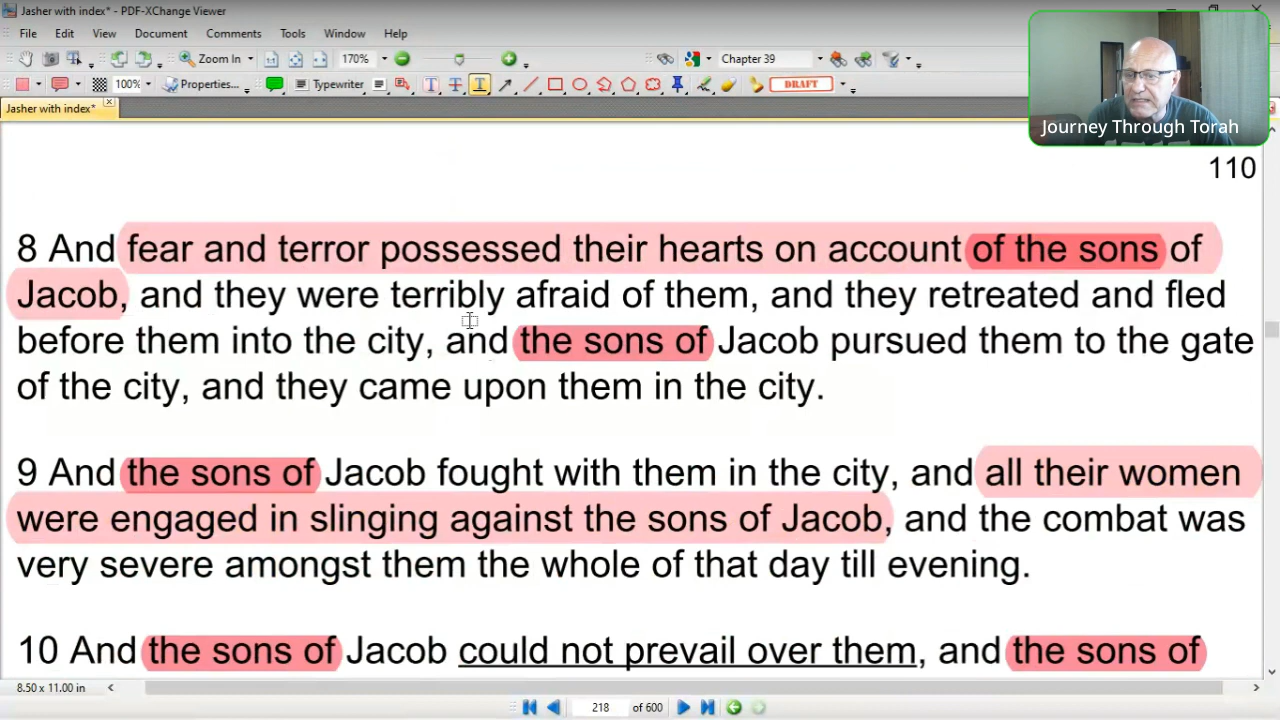 Jasher with index* - PDF-XChange Viewer
File Edit View Document Comments Tools Window Help
Zoom In 170% Chapter 39
100% Properties... Typewriter DRAFT
Jasher with index*
Journey Through Torah
110
8 And fear and terror possessed their hearts on account of the sons of
Jacob, and they were terribly afraid of them, and they retreated and fled
before them into the city, and the sons of Jacob pursued them to the gate
of the city, and they came upon them in the city.
9 And the sons of Jacob fought with them in the city, and all their women
were engaged in slinging against the sons of Jacob, and the combat was
very severe amongst them the whole of that day till evening.
10 And the sons of Jacob could not prevail over them, and the sons of
8.50 x 11.00 in
218 of 600